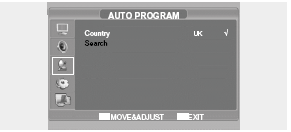 AUTO PROGRAM
Country UK √
Search
MOVE&ADJUST EXIT